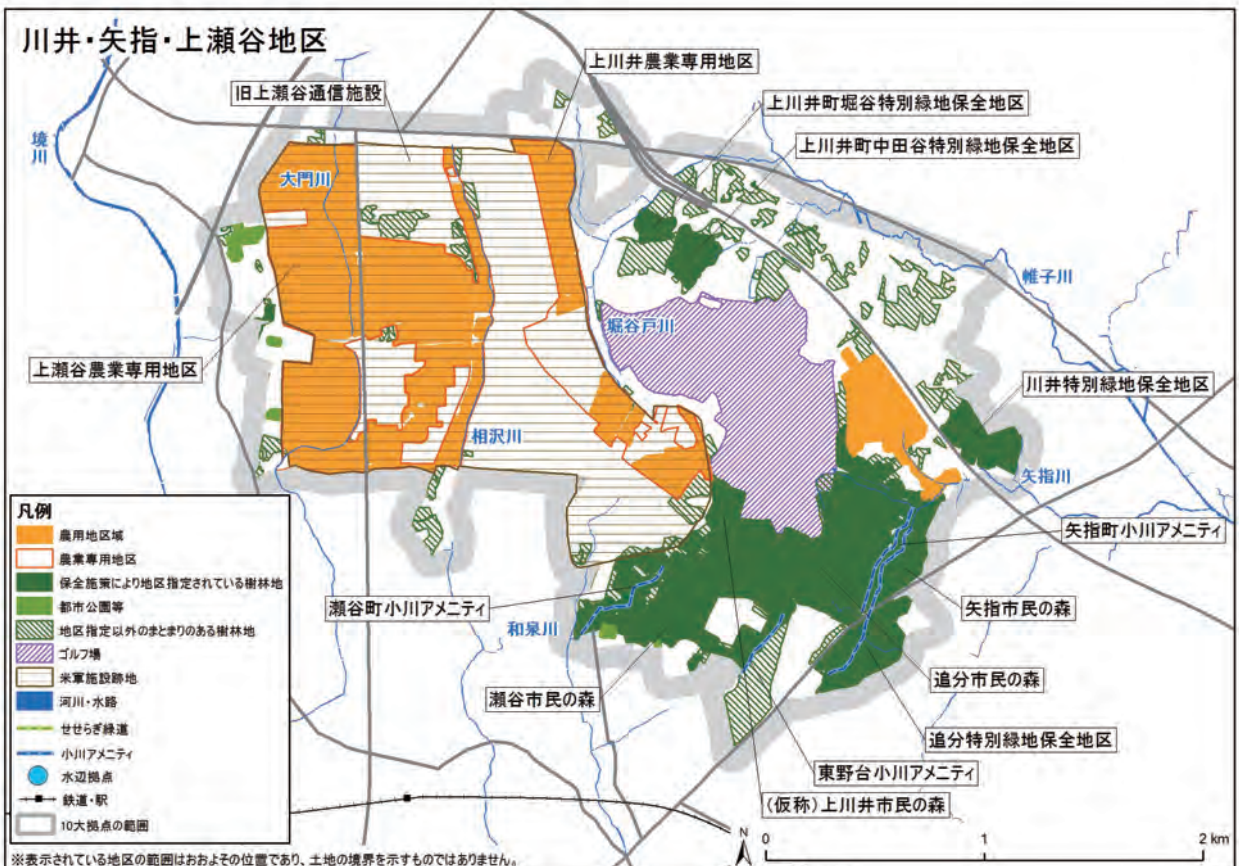 川井・矢指・上瀬谷地区
上川井農業専用地区
旧上瀬谷通信施設
上川井町堀谷特別緑地保全地区
上川井町中田谷特別緑地保全地区
境川
大門川
帷子川
堀谷戸川
上瀬谷農業専用地区
川井特別緑地保全地区
相沢川
矢指川
矢指町小川アメニティ
瀬谷町小川アメニティ
矢指市民の森
和泉川
追分市民の森
瀬谷市民の森
追分特別緑地保全地区
東野台小川アメニティ
(仮称)上川井市民の森
凡例
農用地区域
農業専用地区
保全施策により地区指定されている樹林地
都市公園等
地区指定以外のまとまりのある樹林地
ゴルフ場
米軍施設跡地
河川・水路
せせらぎ緑道
小川アメニティ
水辺拠点
鉄道・駅
10大拠点の範囲
N
0 1 2 km
※表示されている地区の範囲はおおよその位置であり、土地の境界を示すものではありません。